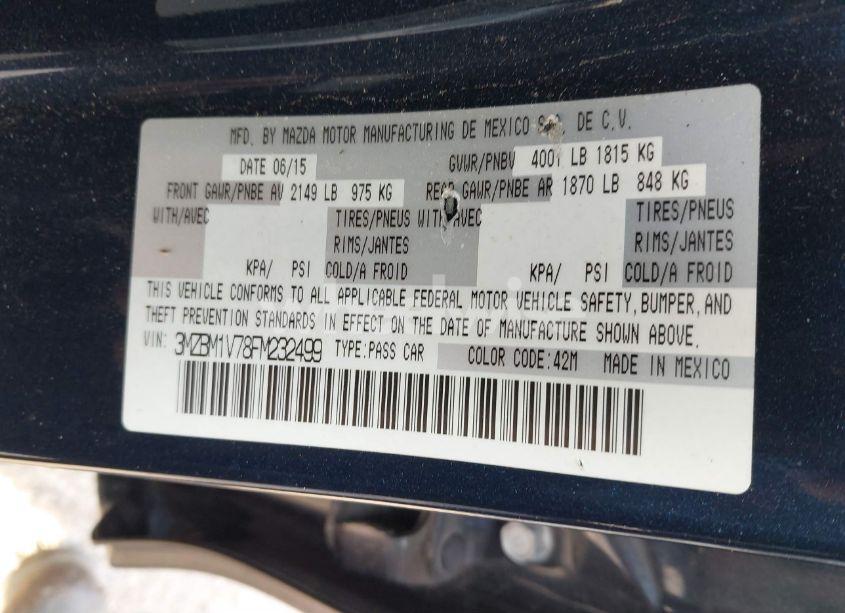 MFD. BY MAZDA MOTOR MANUFACTURING DE MEXICO DE C.V.
DATE 06/15 GVWR/PNBV 4001 LB 1815 KG
FRONT GAWR/PNBE AV 2149 LB 975 KG REAR GAWR/PNBE AR 1870 LB 848 KG
WITH/AVEC TIRES/PNEUS WITH/AVEC TIRES/PNEUS
RIMS/JANTES RIMS/JANTES
KPA/ PSI COLD/A FROID KPA/ PSI COLD/A FROID
THIS VEHICLE CONFORMS TO ALL APPLICABLE FEDERAL MOTOR VEHICLE SAFETY, BUMPER, AND
THEFT PREVENTION STANDARDS IN EFFECT ON THE DATE OF MANUFACTURE SHOWN ABOVE.
VIN: 3MZBM1V78FM232499 TYPE:PASS CAR COLOR CODE:42M MADE IN MEXICO